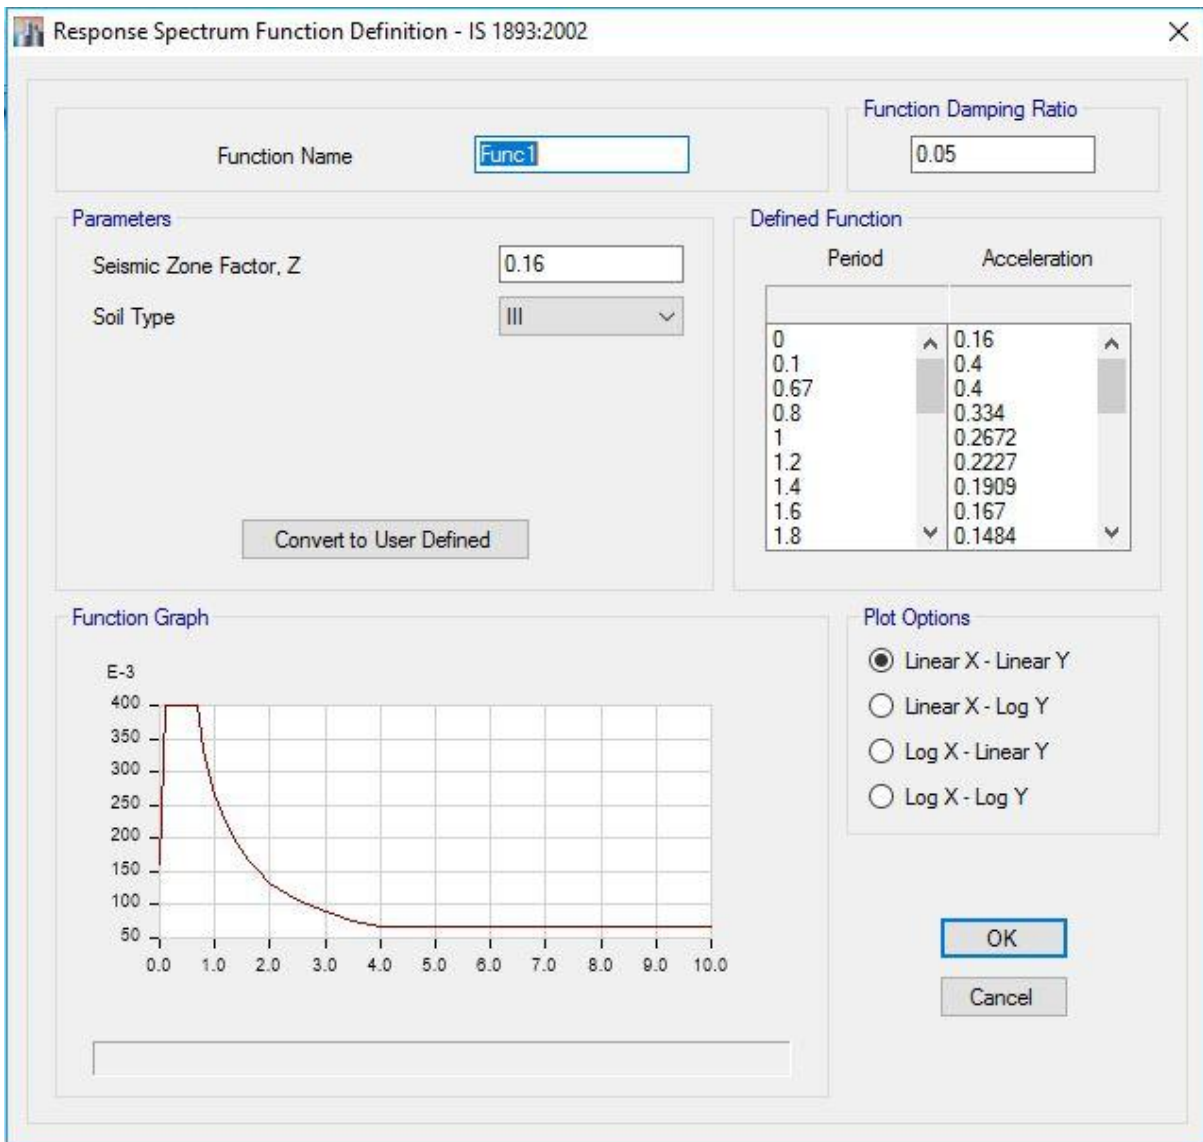 Response Spectrum Function Definition - IS 1893:2002
Function Name
Func1
Function Damping Ratio
0.05
Parameters
Seismic Zone Factor, Z
0.16
Soil Type
III
Convert to User Defined
Defined Function
Period Acceleration
0 0.16
0.1 0.4
0.67 0.4
0.8 0.334
1 0.2672
1.2 0.2227
1.4 0.1909
1.6 0.167
1.8 0.1484
Function Graph
E-3
400
350
300
250
200
150
100
50
0.0 1.0 2.0 3.0 4.0 5.0 6.0 7.0 8.0 9.0 10.0
Plot Options
Linear X - Linear Y
Linear X - Log Y
Log X - Linear Y
Log X - Log Y
OK
Cancel